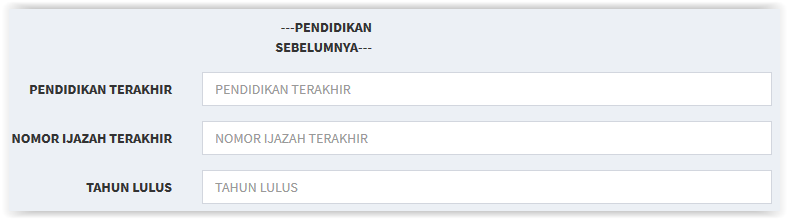 ---PENDIDIKAN
SEBELUMNYA---
PENDIDIKAN TERAKHIR PENDIDIKAN TERAKHIR
NOMOR IJAZAH TERAKHIR NOMOR IJAZAH TERAKHIR
TAHUN LULUS TAHUN LULUS